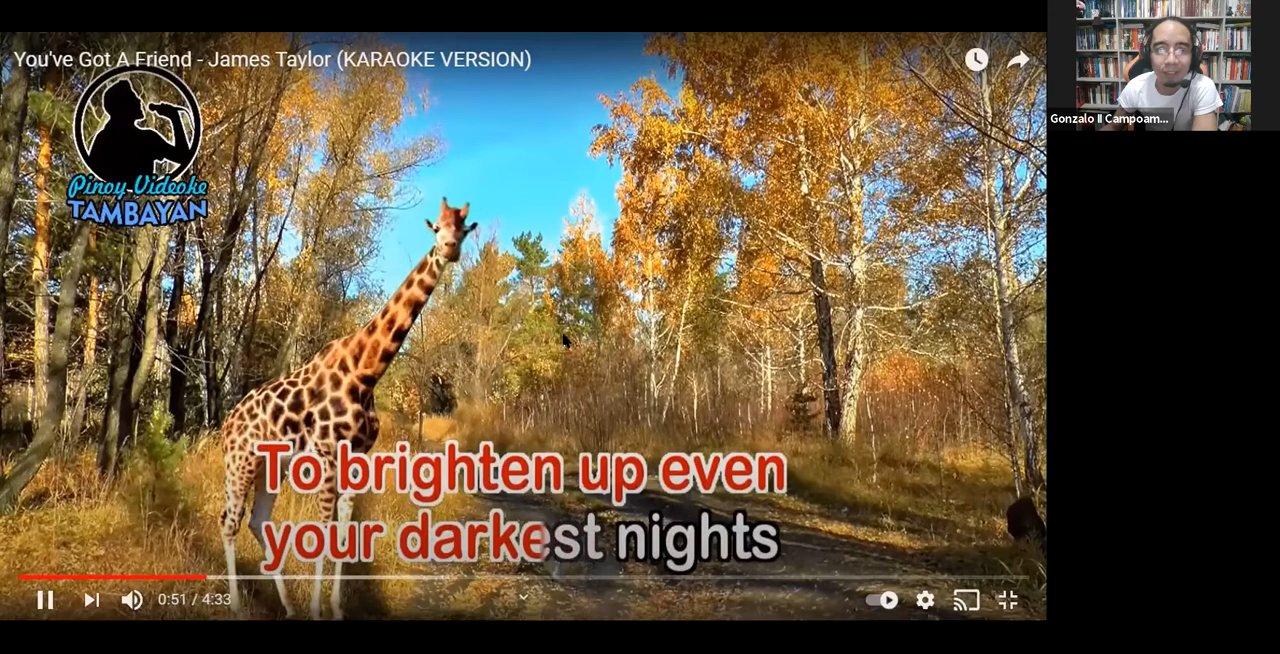 You've Got A Friend - James Taylor (KARAOKE VERSION)
Pinoy Videoke
TAMBAYAN
Gonzalo II Campoam...
To brighten up even
your darkest nights
0:51 / 4:33